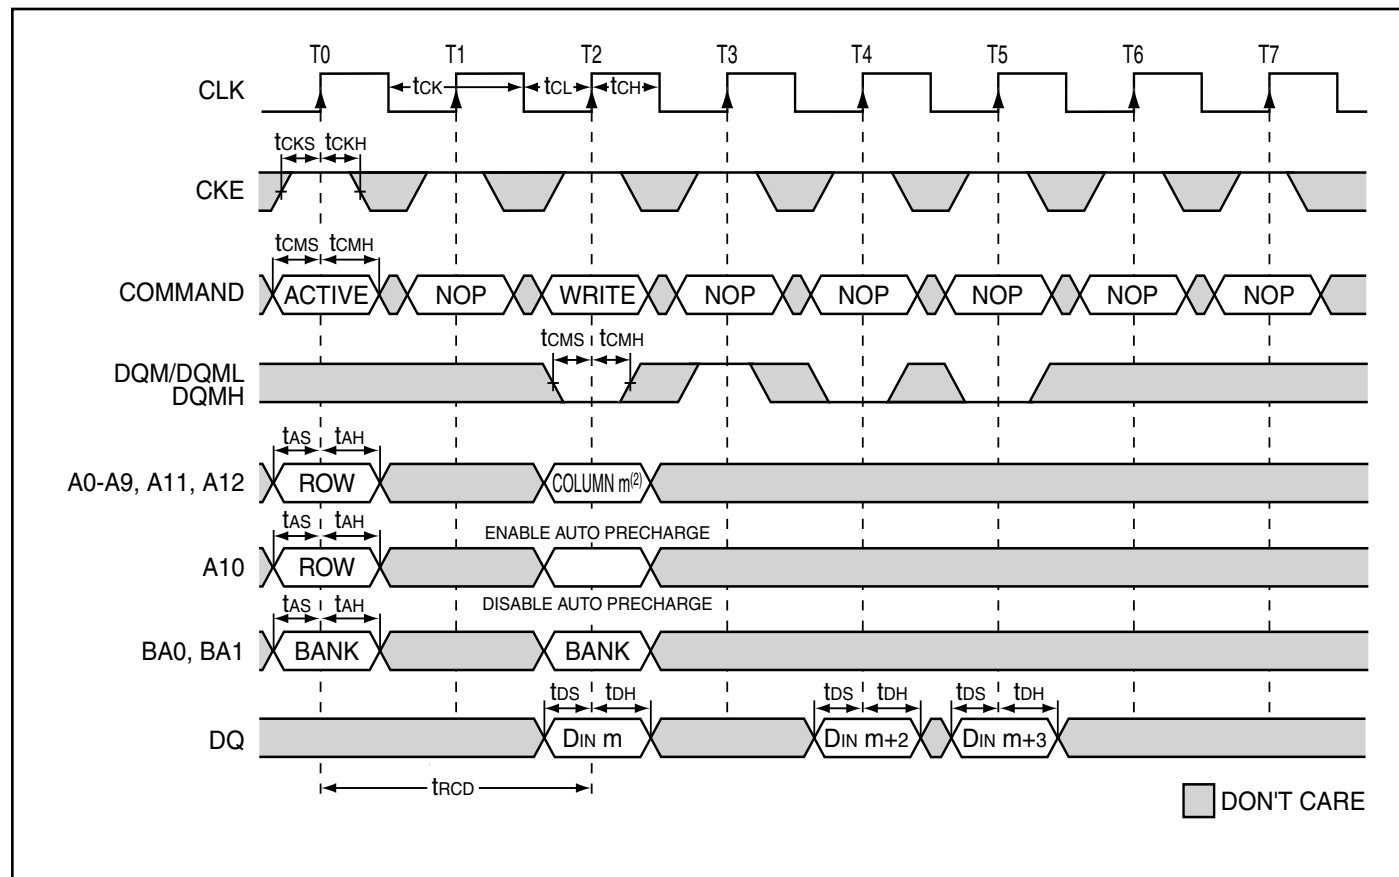 T0 T1 T2 T3 T4 T5 T6 T7
CLK tCK tCL tCH
tCKS tCKH
CKE
tCMS tCMH
COMMAND ACTIVE NOP WRITE NOP NOP NOP NOP NOP
tCMS tCMH
DQM/DQML
DQMH
tAS tAH
A0-A9, A11, A12 ROW COLUMN m(2)
tAS tAH ENABLE AUTO PRECHARGE
A10 ROW
tAS tAH DISABLE AUTO PRECHARGE
BA0, BA1 BANK BANK
tDS tDH tDS tDH tDS tDH
DQ DIN m DIN m+2 DIN m+3
tRCD
DON'T CARE